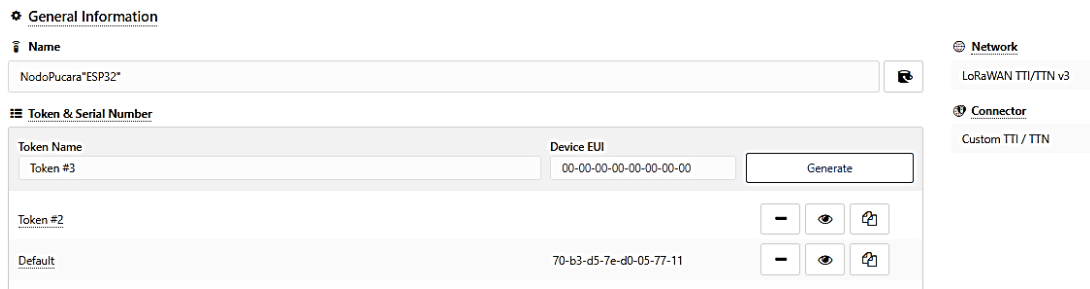 General Information
Name
NodoPucara"ESP32"
Token & Serial Number
Token Name
Device EUI
Token #3
00-00-00-00-00-00-00-00
Generate
Token #2
Default
70-b3-d5-7e-d0-05-77-11
Network
LoRaWAN TTI/TTN v3
Connector
Custom TTI / TTN